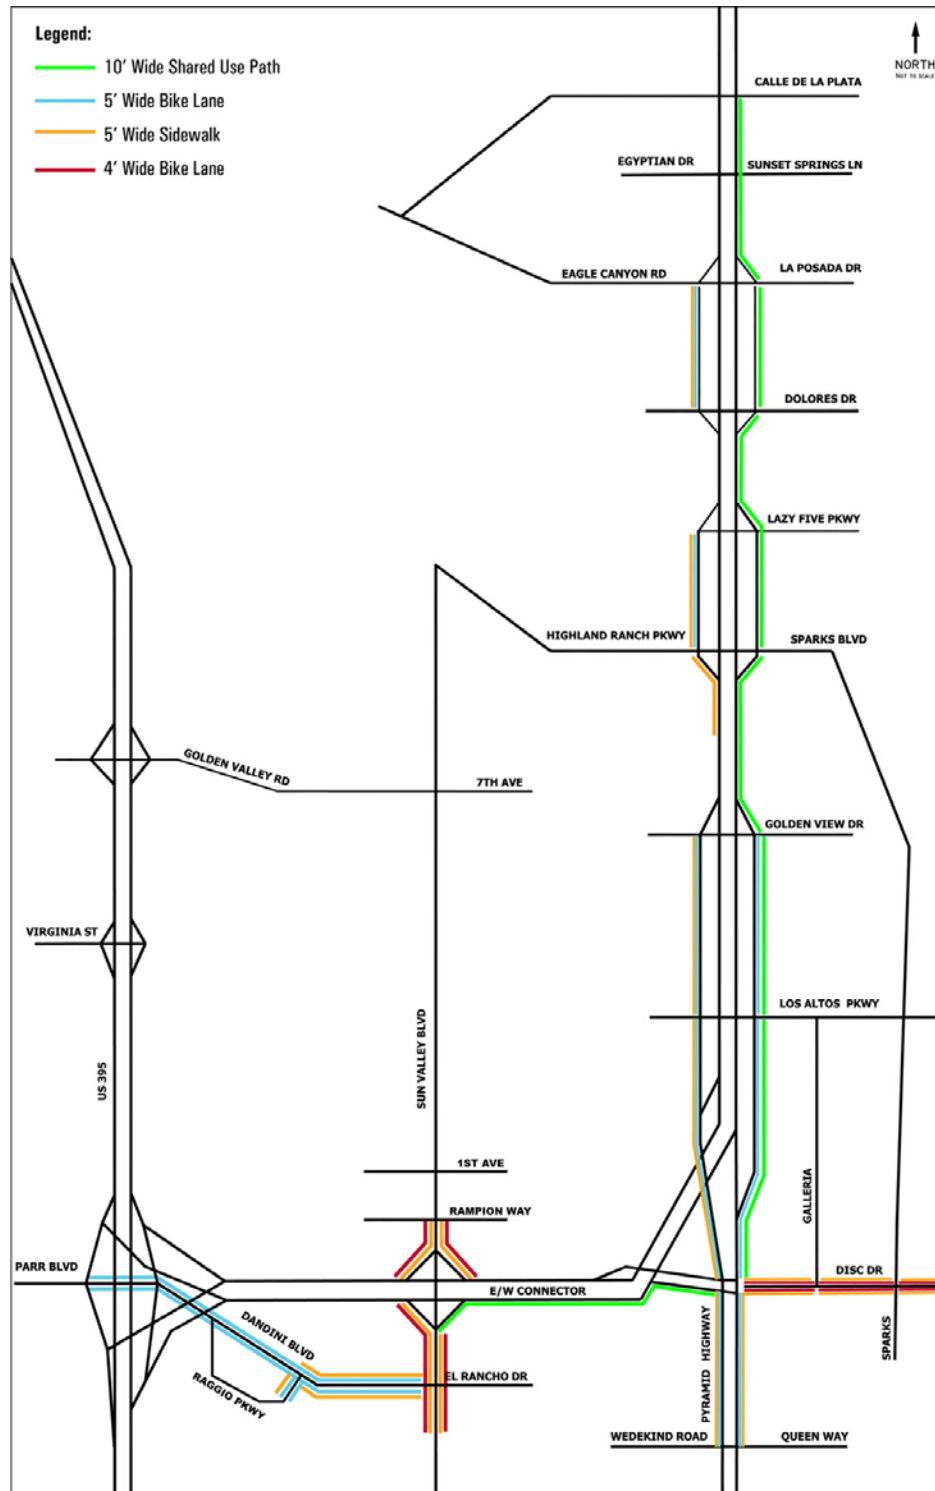 Legend:
10' Wide Shared Use Path
5' Wide Bike Lane
5' Wide Sidewalk
4' Wide Bike Lane
NORTH
NOT TO SCALE
CALLE DE LA PLATA
EGYPTIAN DR
SUNSET SPRINGS LN
EAGLE CANYON RD
LA POSADA DR
DOLORES DR
LAZY FIVE PKWY
HIGHLAND RANCH PKWY
SPARKS BLVD
GOLDEN VALLEY RD
7TH AVE
GOLDEN VIEW DR
VIRGINIA ST
LOS ALTOS PKWY
US 395
SUN VALLEY BLVD
1ST AVE
GALLERIA
RAMPION WAY
PARR BLVD
E/W CONNECTOR
DISC DR
DANDINI BLVD
RAGGIO PKWY
EL RANCHO DR
PYRAMID HIGHWAY
SPARKS
WEDEKIND ROAD
QUEEN WAY